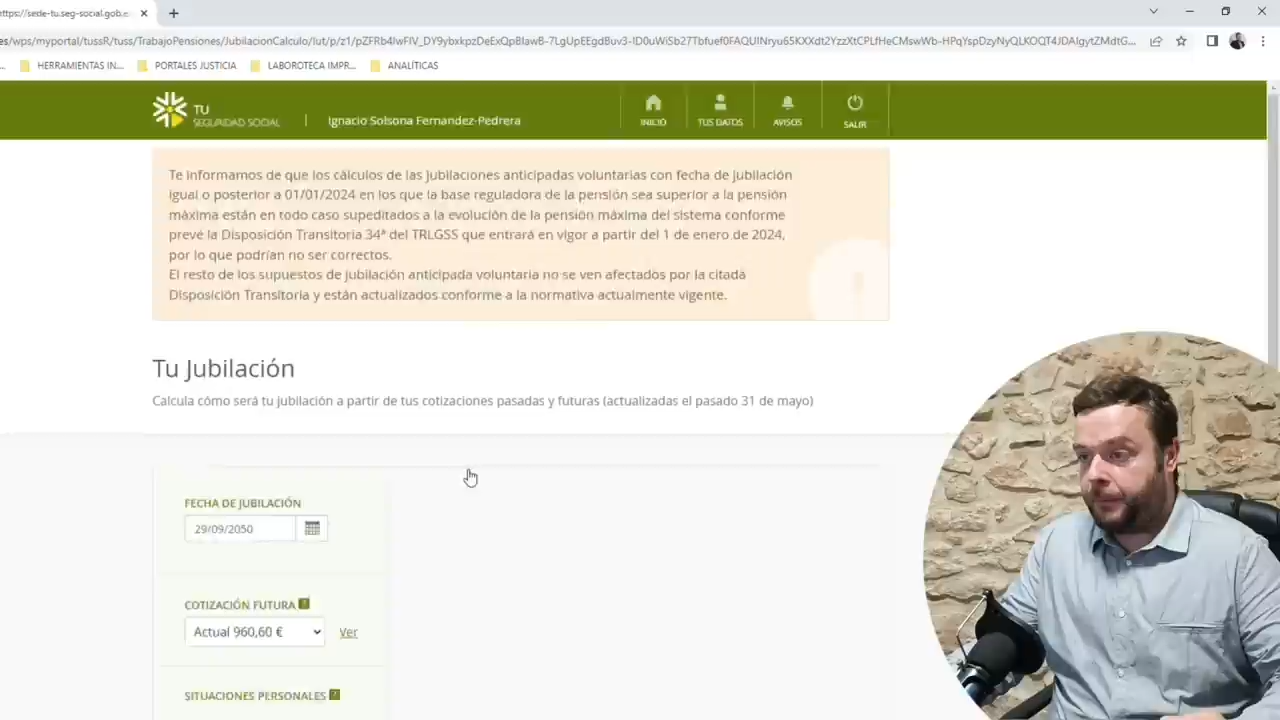 https://sede-tu.seg-social.gob.e
HERRAMIENTAS IN...
PORTALES JUSTICIA
LABOROTECA IMPR...
ANALÍTICAS
TU
SEGURIDAD SOCIAL
Ignacio Solsona Fernandez-Pedrera
INICIO
TUS DATOS
AVISOS
SALIR
Te informamos de que los cálculos de las jubilaciones anticipadas voluntarias con fecha de jubilación
igual o posterior a 01/01/2024 en los que la base reguladora de la pensión sea superior a la pensión
máxima están en todo caso supeditados a la evolución de la pensión máxima del sistema conforme
prevé la Disposición Transitoria 34ª del TRLGSS que entrará en vigor a partir del 1 de enero de 2024,
por lo que podrían no ser correctos.
El resto de los supuestos de jubilación anticipada voluntaria no se ven afectados por la citada
Disposición Transitoria y están actualizados conforme a la normativa actualmente vigente.
Tu Jubilación
Calcula cómo será tu jubilación a partir de tus cotizaciones pasadas y futuras (actualizadas el pasado 31 de mayo)
FECHA DE JUBILACIÓN
29/09/2050
COTIZACIÓN FUTURA ?
Actual 960,60 € Ver
SITUACIONES PERSONALES ?